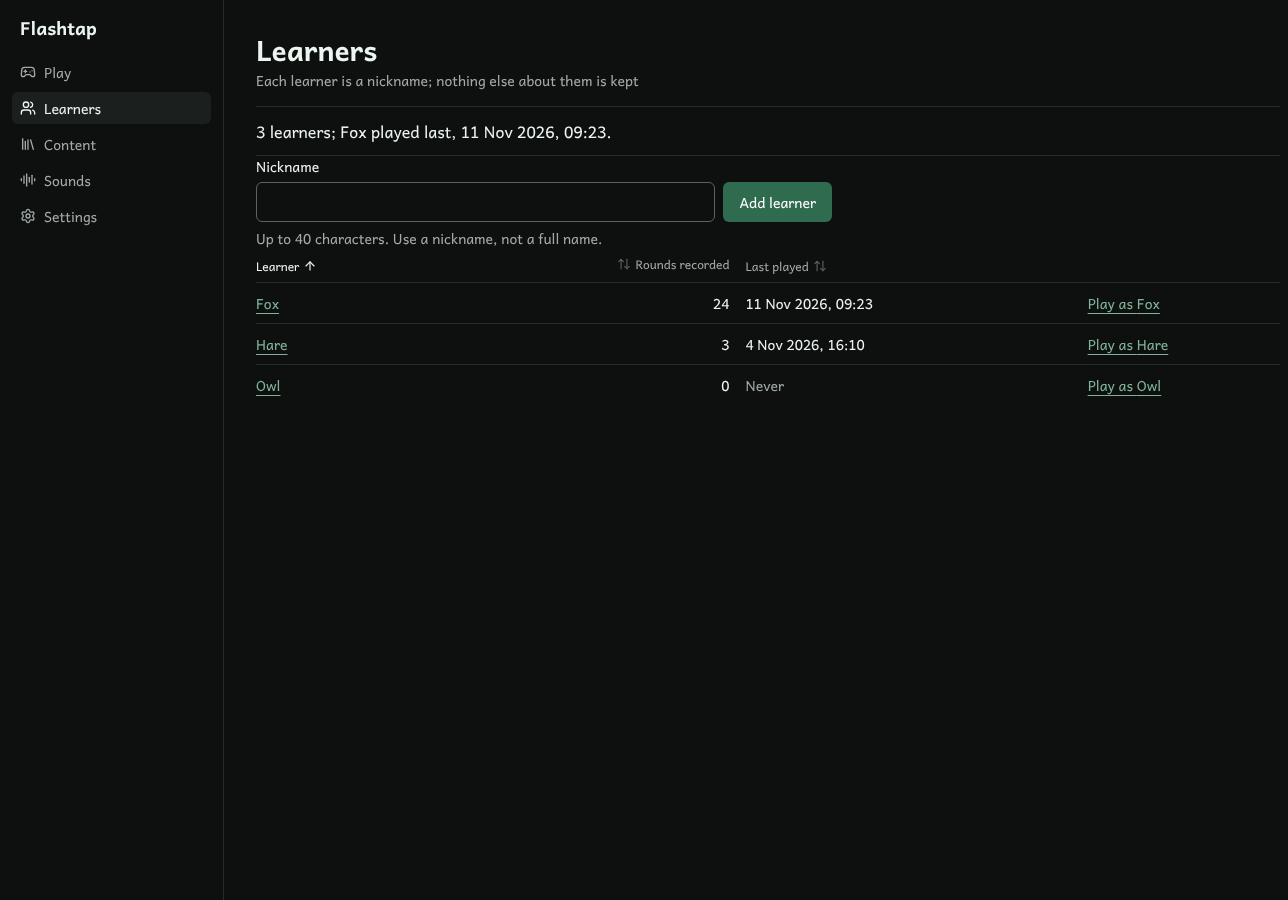 Flashtap
Play
Learners
Content
Sounds
Settings
Learners
Each learner is a nickname; nothing else about them is kept
3 learners; Fox played last, 11 Nov 2026, 09:23.
Nickname
Add learner
Up to 40 characters. Use a nickname, not a full name.
Learner Rounds recorded Last played
Fox 24 11 Nov 2026, 09:23 Play as Fox
Hare 3 4 Nov 2026, 16:10 Play as Hare
Owl 0 Never Play as Owl